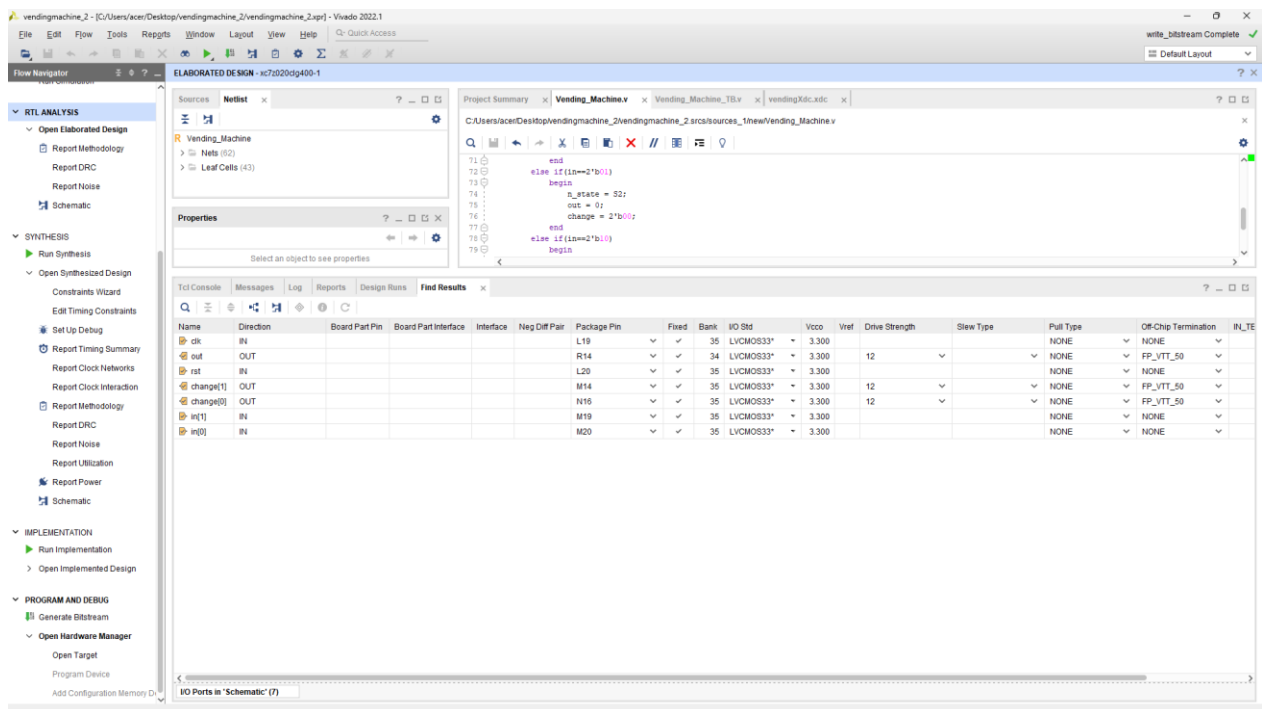 vendingmachine_2 - [C:/Users/acer/Desktop/vendingmachine_2/vendingmachine_2.xpr] - Vivado 2022.1
File Edit Flow Tools Reports Window Layout View Help Q- Quick Access
write_bitstream Complete
Default Layout
Flow Navigator
ELABORATED DESIGN - xc7z020clg400-1
Run Simulation
RTL ANALYSIS
Open Elaborated Design
Report Methodology
Report DRC
Report Noise
Schematic
SYNTHESIS
Run Synthesis
Open Synthesized Design
Constraints Wizard
Edit Timing Constraints
Set Up Debug
Report Timing Summary
Report Clock Networks
Report Clock Interaction
Report Methodology
Report DRC
Report Noise
Report Utilization
Report Power
Schematic
IMPLEMENTATION
Run Implementation
Open Implemented Design
PROGRAM AND DEBUG
Generate Bitstream
Open Hardware Manager
Open Target
Program Device
Add Configuration Memory De
Sources Netlist
Vending_Machine
Nets (62)
Leaf Cells (43)
Properties
Select an object to see properties
Project Summary Vending_Machine.v Vending_Machine_TB.v vendingXdc.xdc
C:/Users/acer/Desktop/vendingmachine_2/vendingmachine_2.srcs/sources_1/new/Vending_Machine.v
71 end
72 else if(in==2'b01)
73 begin
74 n_state = S2;
75 out = 0;
76 change = 2'b00;
77 end
78 else if(in==2'b10)
79 begin
Tcl Console Messages Log Reports Design Runs Find Results
Name Direction Board Part Pin Board Part Interface Interface Neg Diff Pair Package Pin Fixed Bank I/O Std Vcco Vref Drive Strength Slew Type Pull Type Off-Chip Termination IN_TE
clk IN L19 35 LVCMOS33* 3.300 NONE NONE
out OUT R14 34 LVCMOS33* 3.300 12 NONE FP_VTT_50
rst IN L20 35 LVCMOS33* 3.300 NONE NONE
change[1] OUT M14 35 LVCMOS33* 3.300 12 NONE FP_VTT_50
change[0] OUT N16 35 LVCMOS33* 3.300 12 NONE FP_VTT_50
in[1] IN M19 35 LVCMOS33* 3.300 NONE NONE
in[0] IN M20 35 LVCMOS33* 3.300 NONE NONE
I/O Ports in 'Schematic' (7)